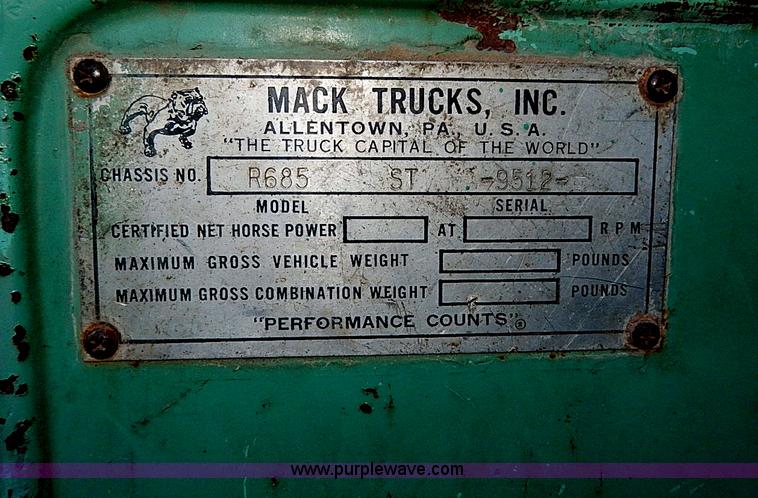 MACK TRUCKS, INC.
ALLENTOWN, PA., U.S.A.
"THE TRUCK CAPITAL OF THE WORLD"
CHASSIS NO. R685 ST -9512-
MODEL SERIAL
CERTIFIED NET HORSE POWER AT RPM
MAXIMUM GROSS VEHICLE WEIGHT POUNDS
MAXIMUM GROSS COMBINATION WEIGHT POUNDS
"PERFORMANCE COUNTS"®
www.purplewave.com